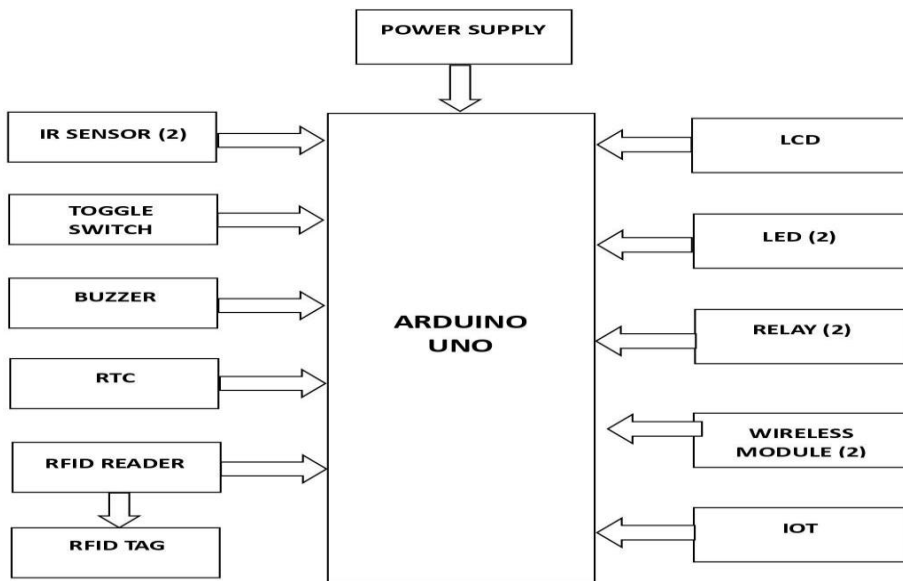 POWER SUPPLY
IR SENSOR (2)
TOGGLE
SWITCH
BUZZER
RTC
RFID READER
RFID TAG
ARDUINO
UNO
LCD
LED (2)
RELAY (2)
WIRELESS
MODULE (2)
IOT